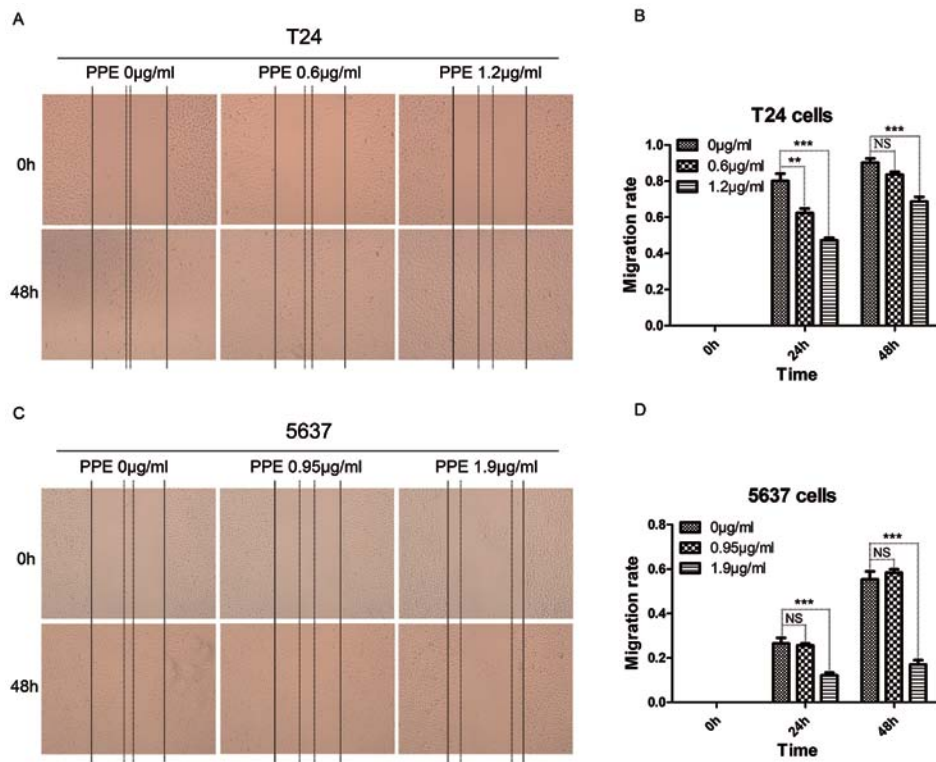 A
T24
PPE 0µg/ml PPE 0.6µg/ml PPE 1.2µg/ml
0h
48h
B
T24 cells
0µg/ml
0.6µg/ml
1.2µg/ml
***
**
***
NS
Migration rate
1.0
0.8
0.6
0.4
0.2
0.0
0h 24h 48h
Time
C
5637
PPE 0µg/ml PPE 0.95µg/ml PPE 1.9µg/ml
0h
48h
D
5637 cells
0µg/ml
0.95µg/ml
1.9µg/ml
***
NS
***
NS
Migration rate
0.8
0.6
0.4
0.2
0.0
0h 24h 48h
Time